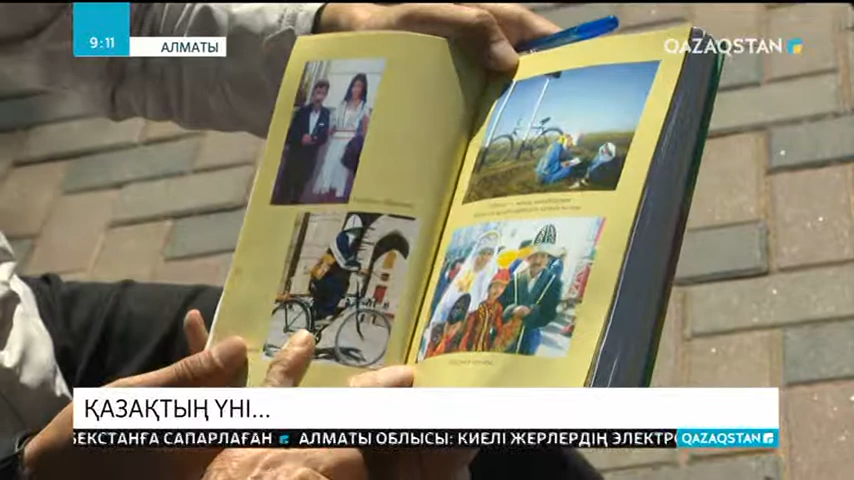 9:11
АЛМАТЫ
QAZAQSTAN
ҚАЗАҚТЫҢ ҮНІ...
БЕКСТАНҒА САПАРЛАҒАН
АЛМАТЫ ОБЛЫСЫ: КИЕЛІ ЖЕРЛЕРДІҢ ЭЛЕКТР
QAZAQSTAN